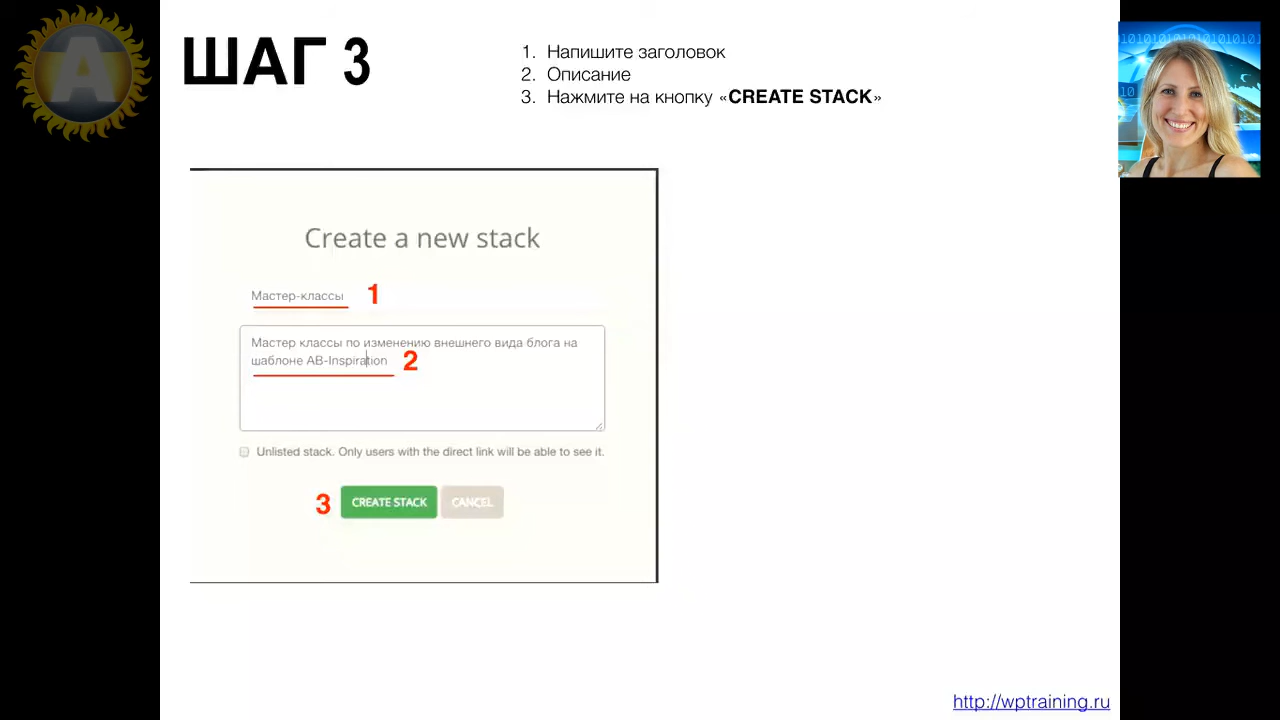 ШАГ 3
1. Напишите заголовок
2. Описание
3. Нажмите на кнопку «CREATE STACK»
A
Create a new stack
Мастер-классы 1
Мастер классы по изменению внешнего вида блога на
шаблоне AB-Inspiration 2
Unlisted stack. Only users with the direct link will be able to see it.
3 CREATE STACK CANCEL
http://wptraining.ru